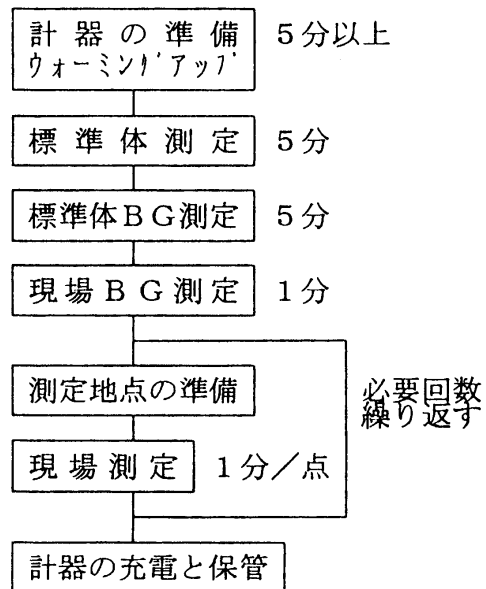 計器の準備 5分以上
ウォーミングアップ
標準体測定 5分
標準体BG測定 5分
現場BG測定 1分
測定地点の準備
必要回数
繰り返す
現場測定 1分／点
計器の充電と保管